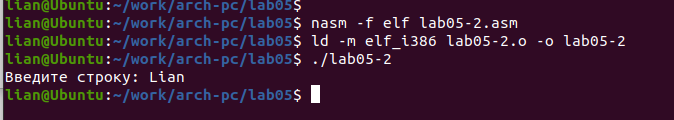 lian@Ubuntu:~/work/arch-pc/lab05$
lian@Ubuntu:~/work/arch-pc/lab05$ nasm -f elf lab05-2.asm
lian@Ubuntu:~/work/arch-pc/lab05$ ld -m elf_i386 lab05-2.o -o lab05-2
lian@Ubuntu:~/work/arch-pc/lab05$ ./lab05-2
Введите строку: Lian
lian@Ubuntu:~/work/arch-pc/lab05$